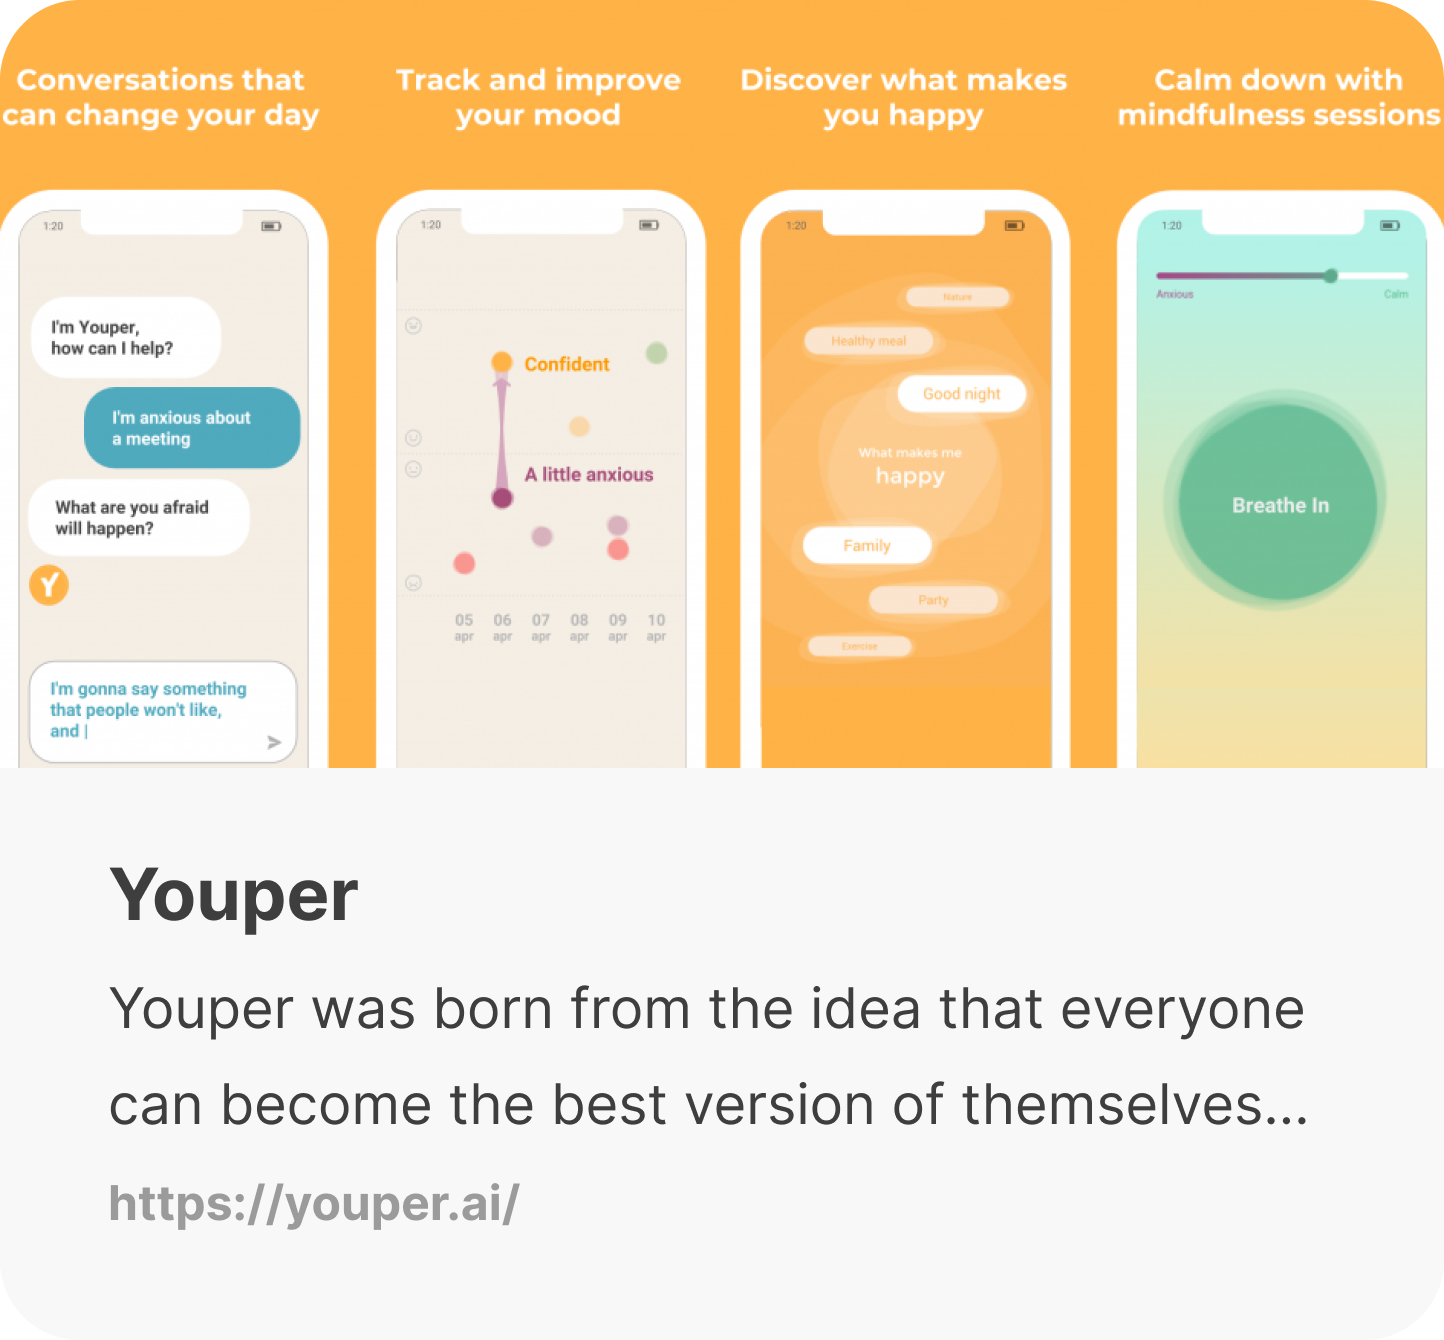 Conversations that
can change your day
Track and improve
your mood
Discover what makes
you happy
Calm down with
mindfulness sessions
1:20
I'm Youper,
how can I help?
I'm anxious about
a meeting
What are you afraid
will happen?
Y
I'm gonna say something
that people won't like,
and |
1:20
Confident
A little anxious
05 06 07 08 09 10
apr apr apr apr apr apr
1:20
Nature
Healthy meal
Good night
What makes me
happy
Family
Party
Exercise
1:20
Anxious Calm
Breathe In
Youper
Youper was born from the idea that everyone
can become the best version of themselves...
https://youper.ai/